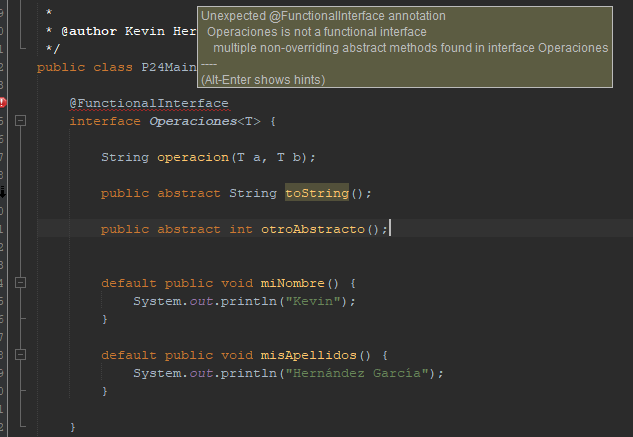 *
* @author Kevin Her
*/
public class P24Main
Unexpected @FunctionalInterface annotation
Operaciones is not a functional interface
multiple non-overriding abstract methods found in interface Operaciones
----
(Alt-Enter shows hints)
@FunctionalInterface
interface Operaciones<T> {
String operacion(T a, T b);
public abstract String toString();
public abstract int otroAbstracto();
default public void miNombre() {
System.out.println("Kevin");
}
default public void misApellidos() {
System.out.println("Hernández García");
}
}